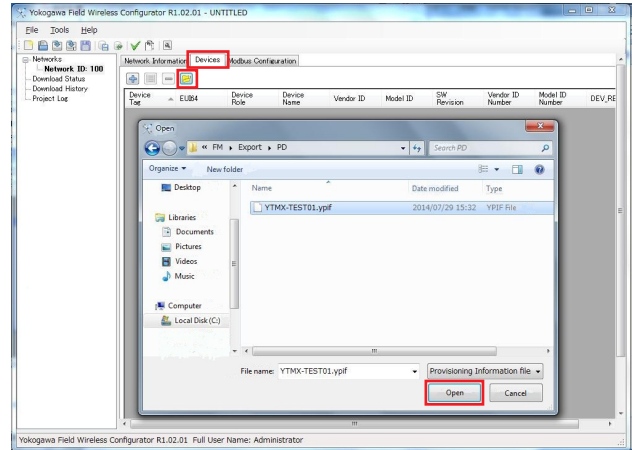 Yokogawa Field Wireless Configurator R1.02.01 - UNTITLED
File Tools Help
Networks
Network ID: 100
Download Status
Download History
Project Log
Network Information Devices Modbus Configuration
Device Tag EUI64 Device Role Device Name Vendor ID Model ID SW Revision Vendor ID Number Model ID Number DEV_RE
Open
« FM Export PD
Search PD
Organize New folder
Desktop
Libraries
Documents
Pictures
Videos
Music
Computer
Local Disk (C:)
Name Date modified Type
YTMX-TEST01.ypif 2014/07/29 15:32 YPIF File
File name: YTMX-TEST01.ypif Provisioning Information file
Open Cancel
Yokogawa Field Wireless Configurator R1.02.01 Full User Name: Administrator